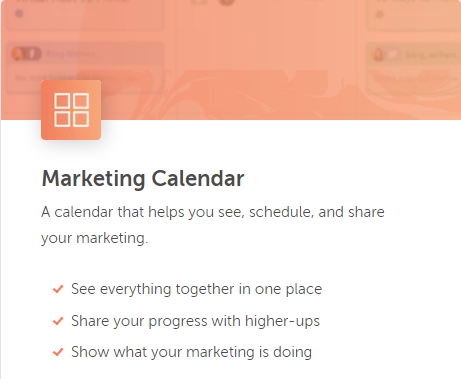 Marketing Calendar
A calendar that helps you see, schedule, and share
your marketing.
See everything together in one place
Share your progress with higher-ups
Show what your marketing is doing